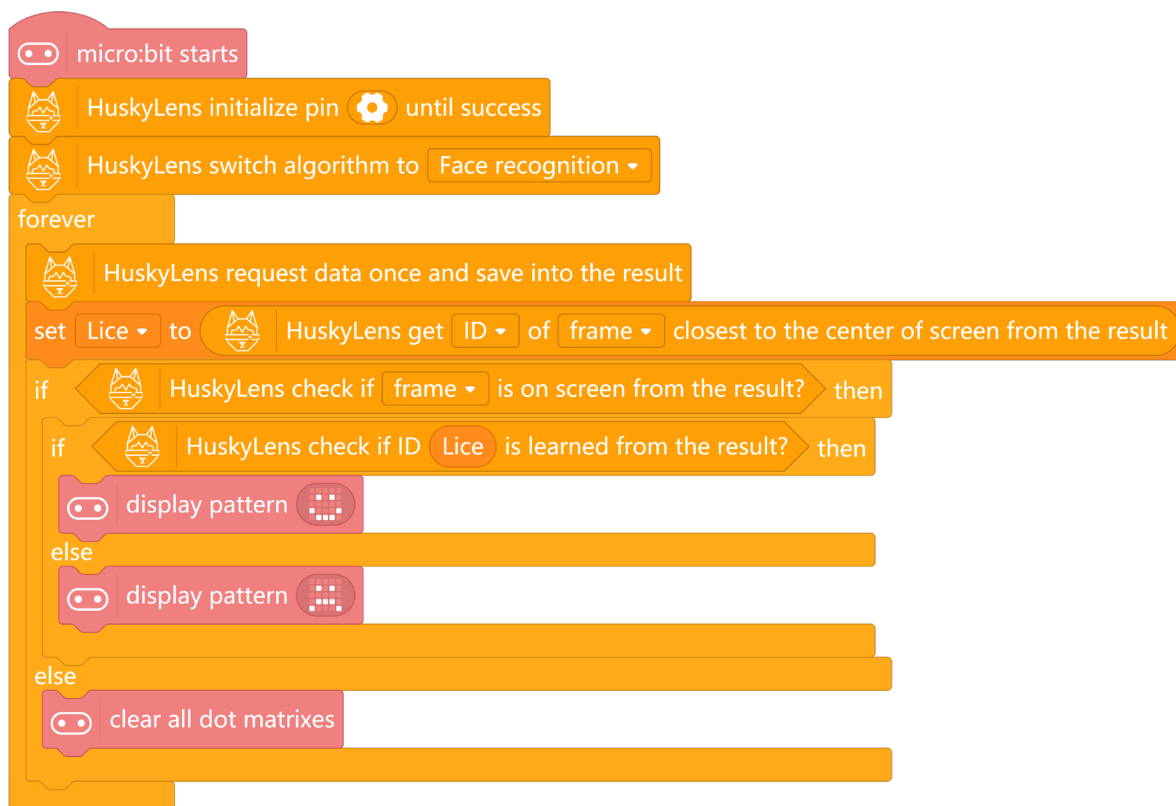 micro:bit starts
HuskyLens initialize pin until success
HuskyLens switch algorithm to Face recognition
forever
HuskyLens request data once and save into the result
set Lice to HuskyLens get ID of frame closest to the center of screen from the result
if HuskyLens check if frame is on screen from the result? then
if HuskyLens check if ID Lice is learned from the result? then
display pattern
else
display pattern
else
clear all dot matrixes